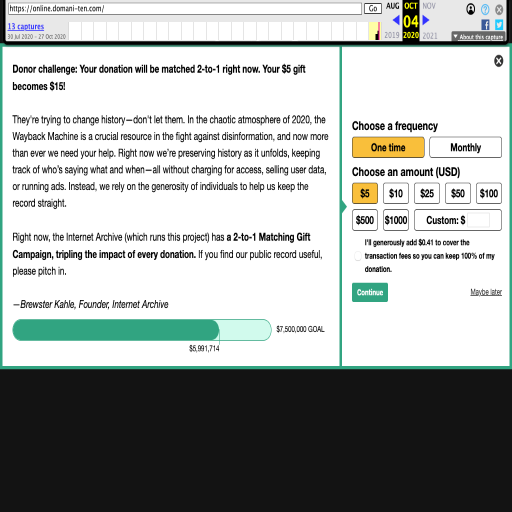 https://online.domani-ten.com/
Go
AUG
OCT
NOV
04
13 captures
30 Jul 2020 - 27 Oct 2020
2019
2020
2021
f
▼ About this capture
Donor challenge: Your donation will be matched 2-to-1 right now. Your $5 gift
becomes $15!
They're trying to change history—don't let them. In the chaotic atmosphere of 2020, the
Wayback Machine is a crucial resource in the fight against disinformation, and now more
than ever we need your help. Right now we're preserving history as it unfolds, keeping
track of who's saying what and when—all without charging for access, selling user data,
or running ads. Instead, we rely on the generosity of individuals to help us keep the
record straight.
Right now, the Internet Archive (which runs this project) has a 2-to-1 Matching Gift
Campaign, tripling the impact of every donation. If you find our public record useful,
please pitch in.
—Brewster Kahle, Founder, Internet Archive
$7,500,000 GOAL
$5,991,714
Choose a frequency
One time
Monthly
Choose an amount (USD)
$5
$10
$25
$50
$100
$500
$1000
Custom: $
I'll generously add $0.41 to cover the
transaction fees so you can keep 100% of my
donation.
Continue
Maybe later